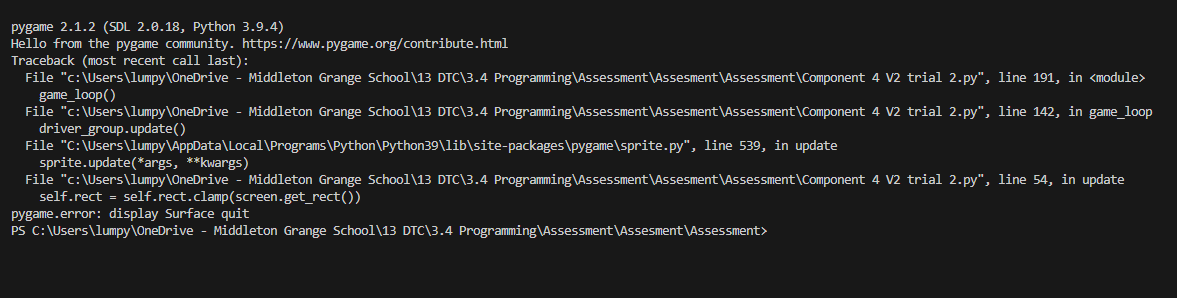 pygame 2.1.2 (SDL 2.0.18, Python 3.9.4)
Hello from the pygame community. https://www.pygame.org/contribute.html
Traceback (most recent call last):
  File "c:\Users\lumpy\OneDrive - Middleton Grange School\13 DTC\3.4 Programming\Assessment\Assesment\Assessment\Component 4 V2 trial 2.py", line 191, in <module>
    game_loop()
  File "c:\Users\lumpy\OneDrive - Middleton Grange School\13 DTC\3.4 Programming\Assessment\Assesment\Assessment\Component 4 V2 trial 2.py", line 142, in game_loop
    driver_group.update()
  File "C:\Users\lumpy\AppData\Local\Programs\Python\Python39\lib\site-packages\pygame\sprite.py", line 539, in update
    sprite.update(*args, **kwargs)
  File "c:\Users\lumpy\OneDrive - Middleton Grange School\13 DTC\3.4 Programming\Assessment\Assesment\Assessment\Component 4 V2 trial 2.py", line 54, in update
    self.rect = self.rect.clamp(screen.get_rect())
pygame.error: display Surface quit
PS C:\Users\lumpy\OneDrive - Middleton Grange School\13 DTC\3.4 Programming\Assessment\Assesment\Assessment>